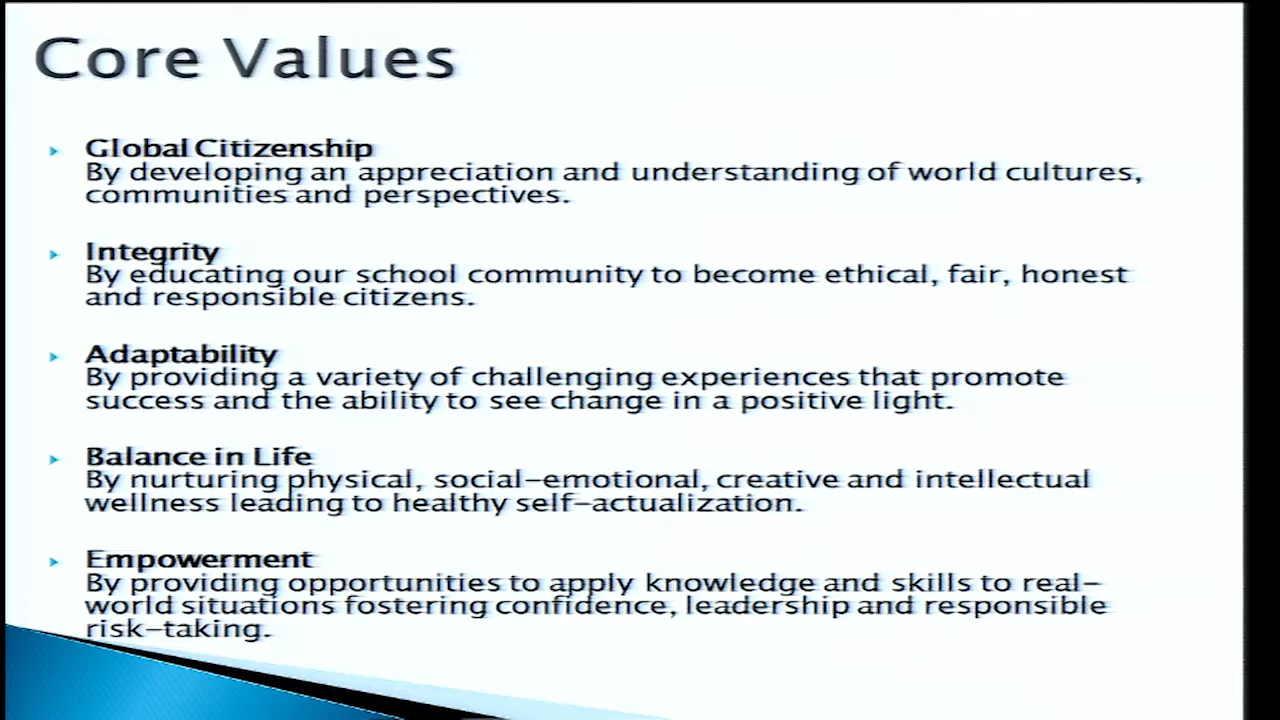 Core Values
Global Citizenship
By developing an appreciation and understanding of world cultures,
communities and perspectives.
Integrity
By educating our school community to become ethical, fair, honest
and responsible citizens.
Adaptability
By providing a variety of challenging experiences that promote
success and the ability to see change in a positive light.
Balance in Life
By nurturing physical, social-emotional, creative and intellectual
wellness leading to healthy self-actualization.
Empowerment
By providing opportunities to apply knowledge and skills to real-
world situations fostering confidence, leadership and responsible
risk-taking.